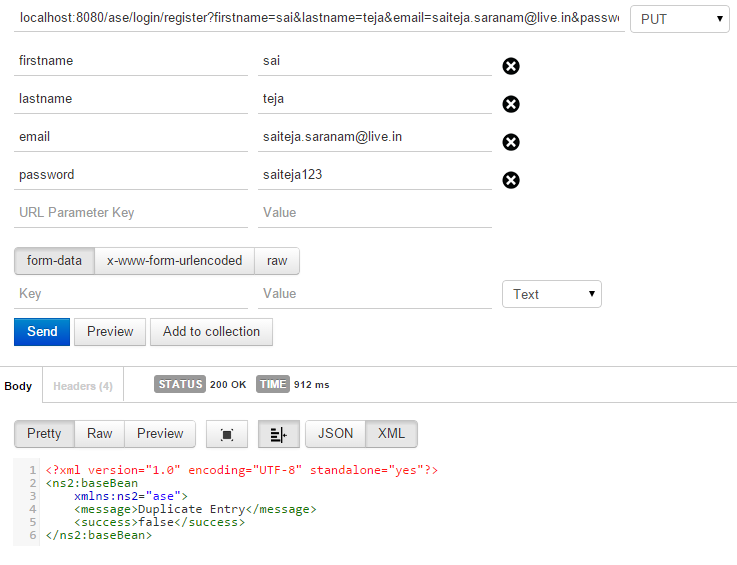 localhost:8080/ase/login/register?firstname=sai&lastname=teja&email=saiteja.saranam@live.in&passw PUT
firstname sai
lastname teja
email saiteja.saranam@live.in
password saiteja123
URL Parameter Key Value
form-data x-www-form-urlencoded raw
Key Value Text
Send Preview Add to collection
Body Headers (4) STATUS 200 OK TIME 912 ms
Pretty Raw Preview JSON XML
1 <?xml version="1.0" encoding="UTF-8" standalone="yes"?>
2 <ns2:baseBean
3 xmlns:ns2="ase">
4 <message>Duplicate Entry</message>
5 <success>false</success>
6 </ns2:baseBean>